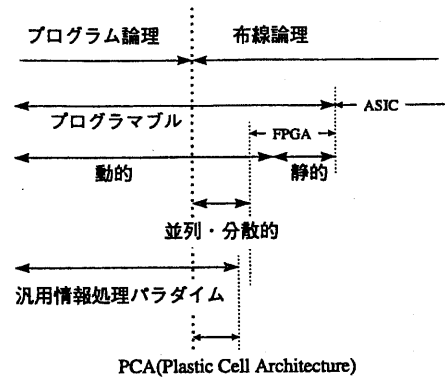 プログラム論理
布線論理
ASIC
プログラマブル
FPGA
動的
静的
並列・分散的
汎用情報処理パラダイム
PCA(Plastic Cell Architecture)